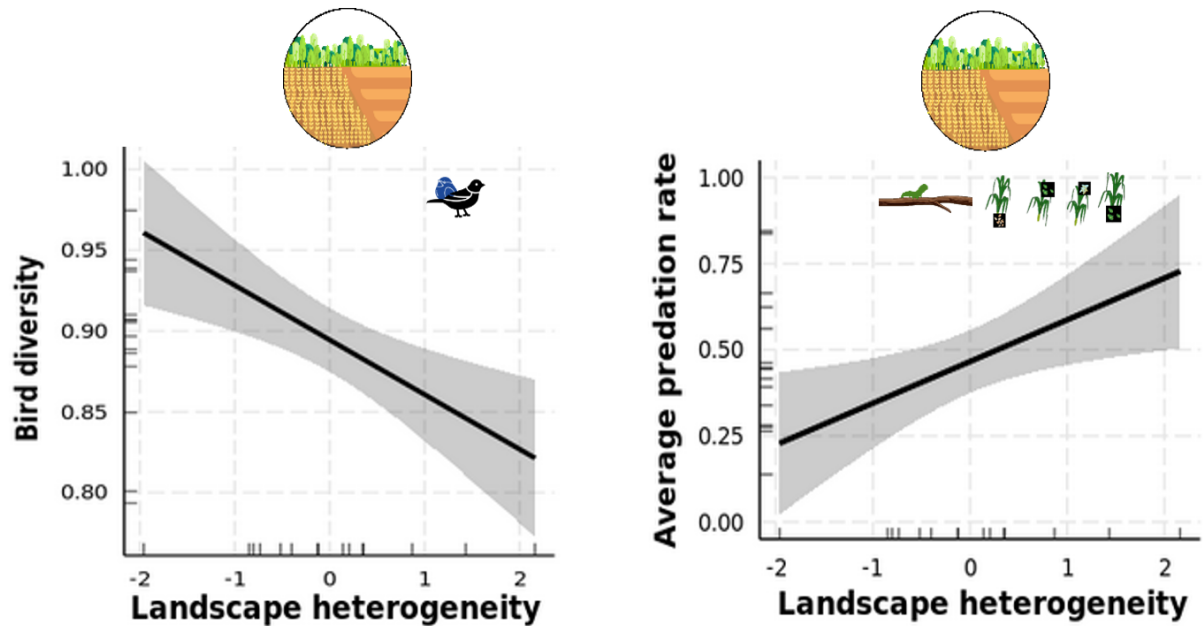 Bird diversity
1.00
0.95
0.90
0.85
0.80
-2 -1 0 1 2
Landscape heterogeneity
Average predation rate
1.00
0.75
0.50
0.25
0.00
-2 -1 0 1 2
Landscape heterogeneity